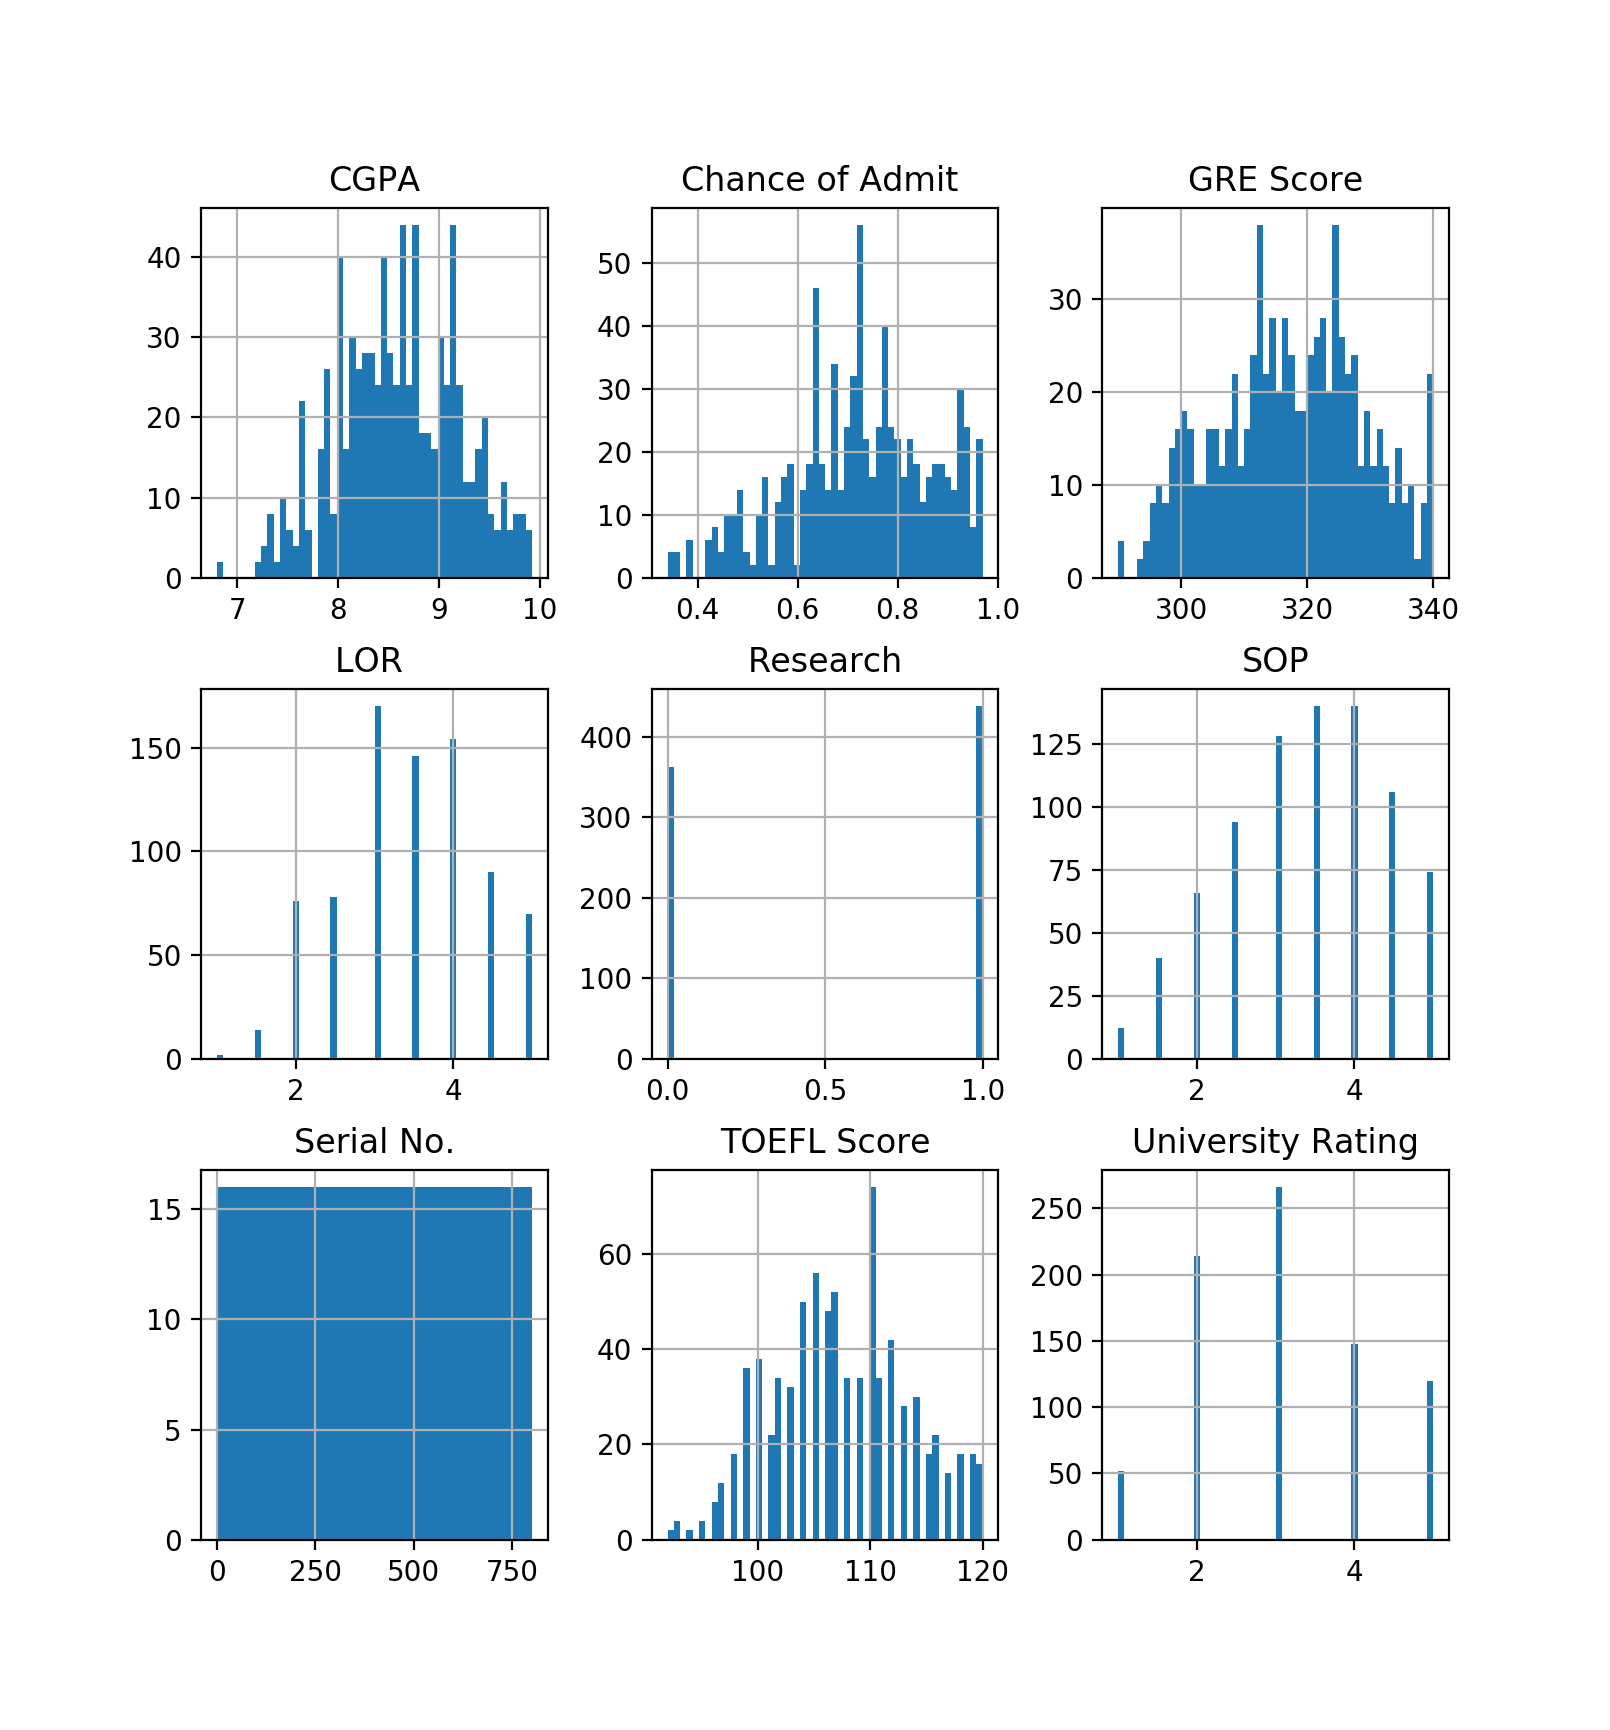 CGPA Chance of Admit GRE Score
40 50 30
30 40 20
20 30 10
10 20 0
0 10
0
7 8 9 10 0.4 0.6 0.8 1.0 300 320 340
LOR Research SOP
150 400 125
100 300 100
50 200 75
0 100 50
0 25
0
2 4 0.0 0.5 1.0 2 4
Serial No. TOEFL Score University Rating
15 60 250
10 40 200
5 20 150
0 0 100
50
0
0 250 500 750 100 110 120 2 4